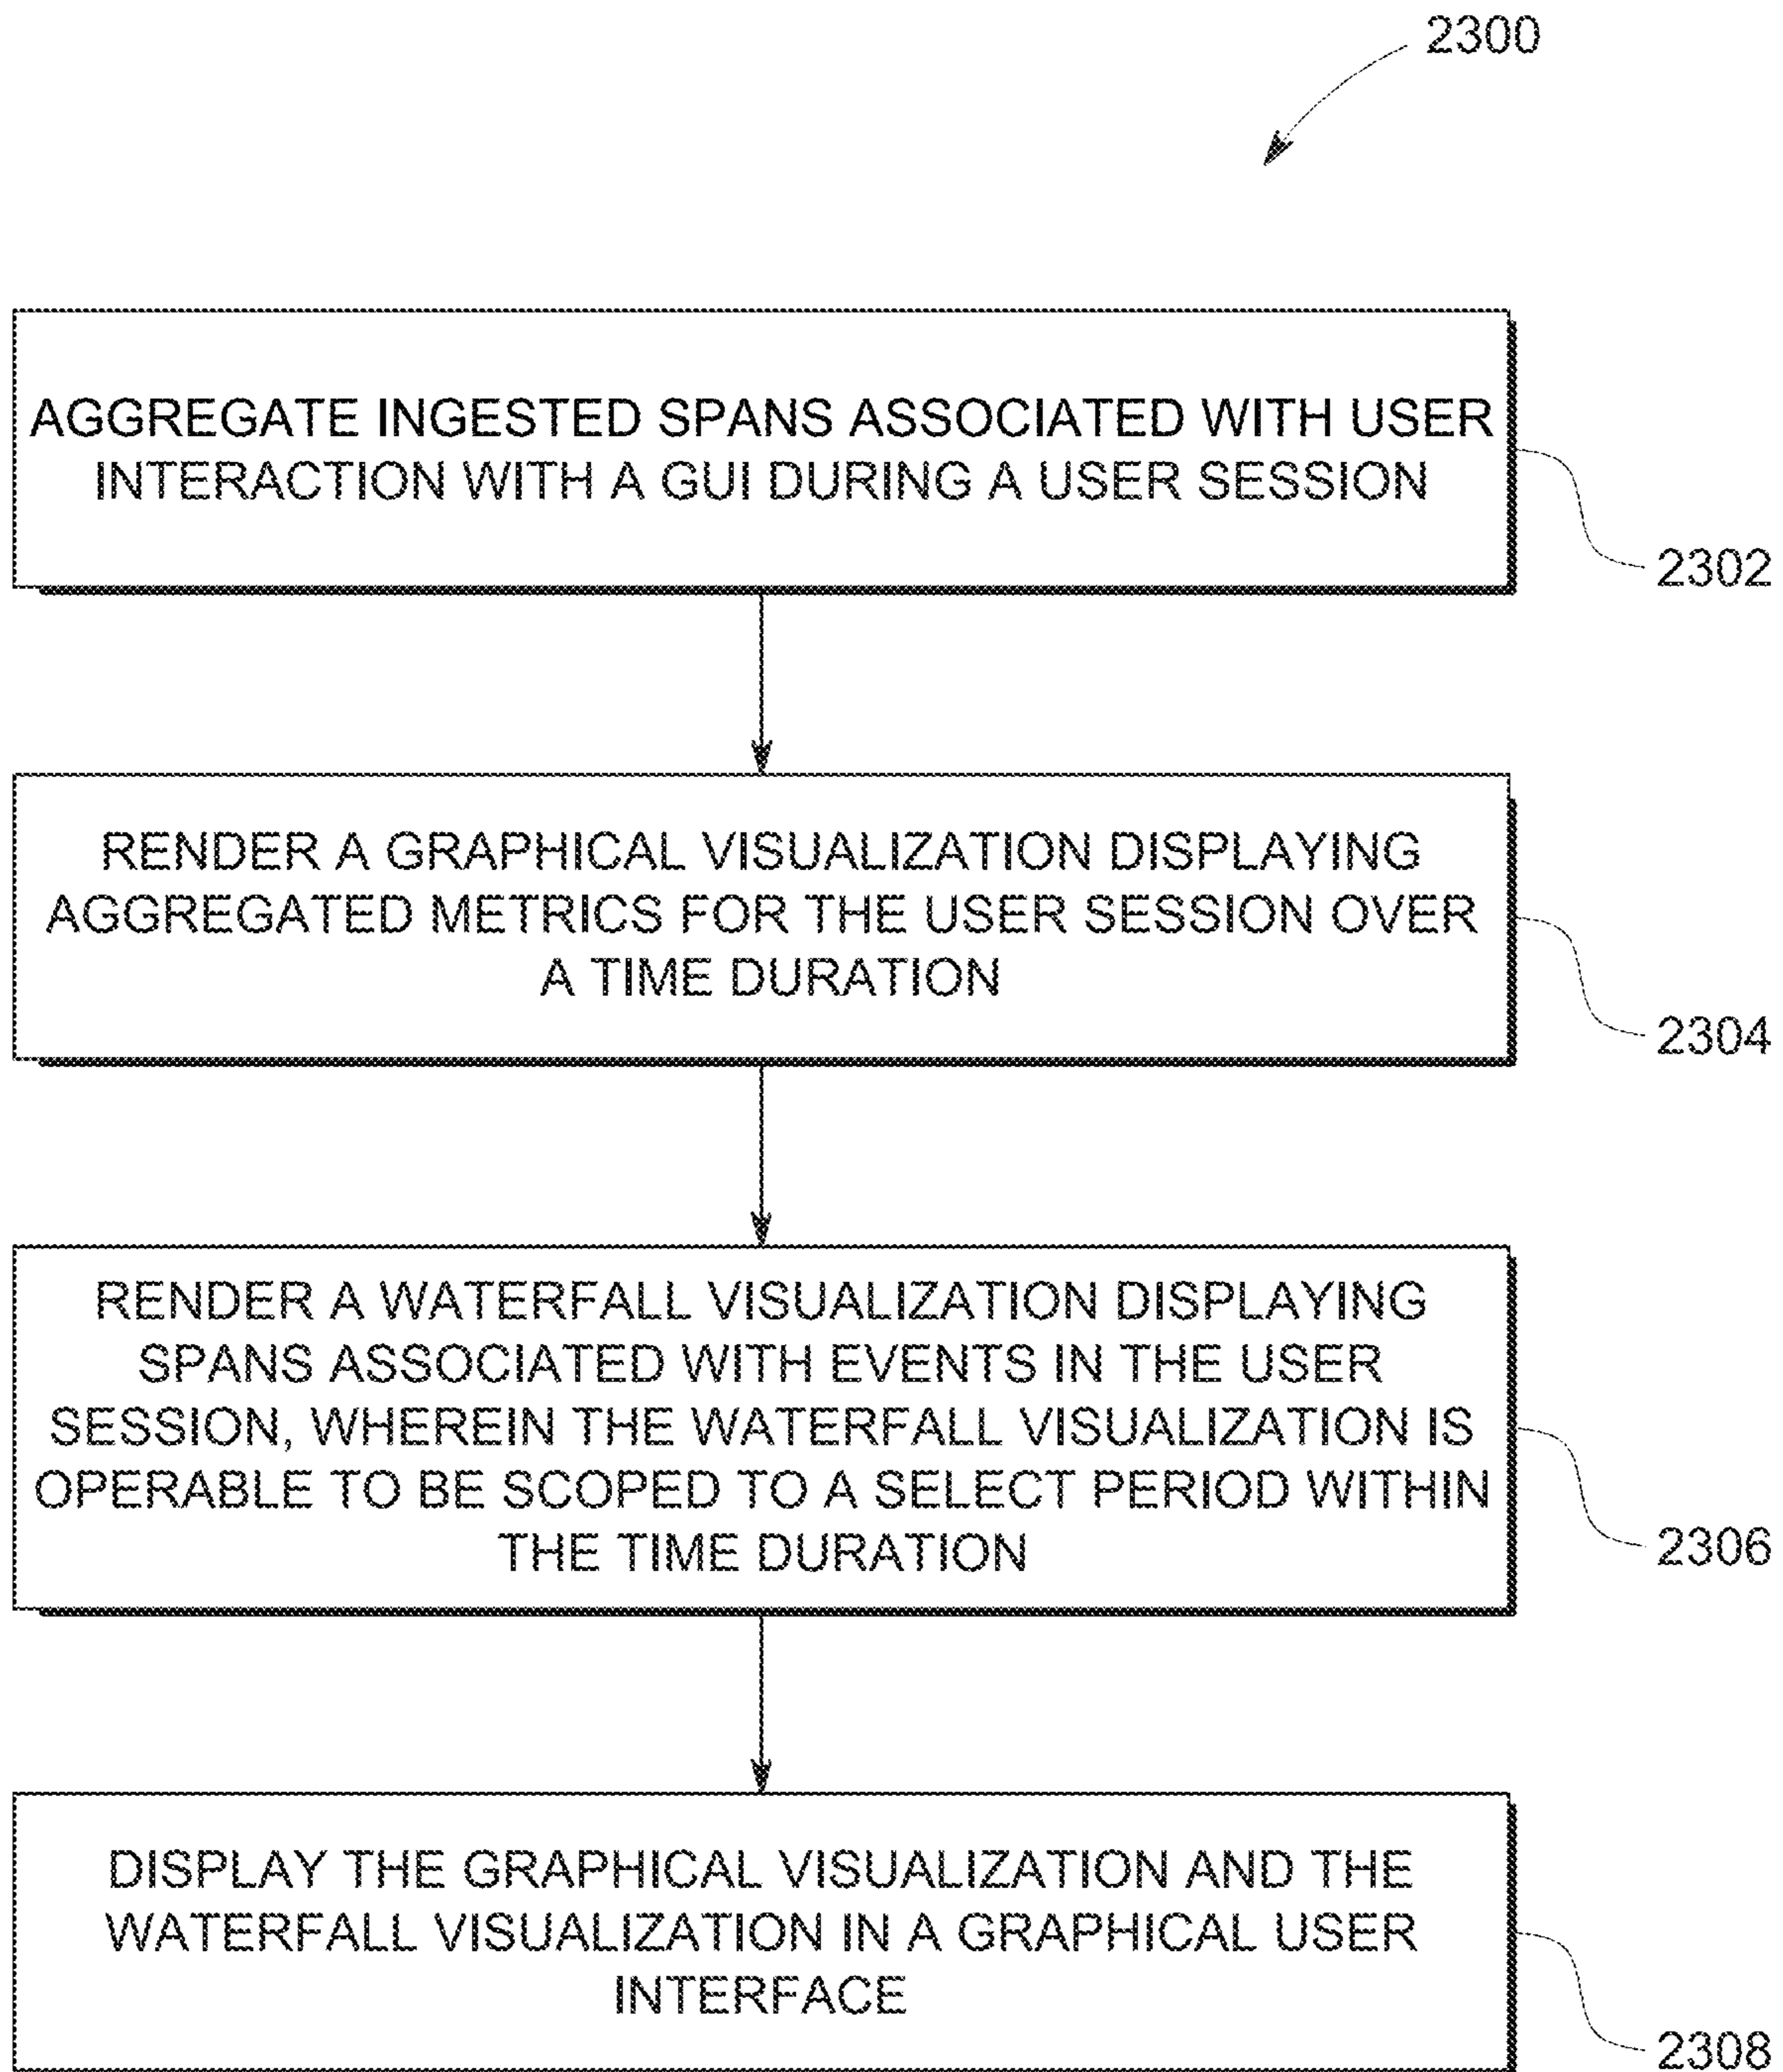 2300
AGGREGATE INGESTED SPANS ASSOCIATED WITH USER
INTERACTION WITH A GUI DURING A USER SESSION
2302
RENDER A GRAPHICAL VISUALIZATION DISPLAYING
AGGREGATED METRICS FOR THE USER SESSION OVER
A TIME DURATION
2304
RENDER A WATERFALL VISUALIZATION DISPLAYING
SPANS ASSOCIATED WITH EVENTS IN THE USER
SESSION, WHEREIN THE WATERFALL VISUALIZATION IS
OPERABLE TO BE SCOPED TO A SELECT PERIOD WITHIN
THE TIME DURATION
2306
DISPLAY THE GRAPHICAL VISUALIZATION AND THE
WATERFALL VISUALIZATION IN A GRAPHICAL USER
INTERFACE
2308